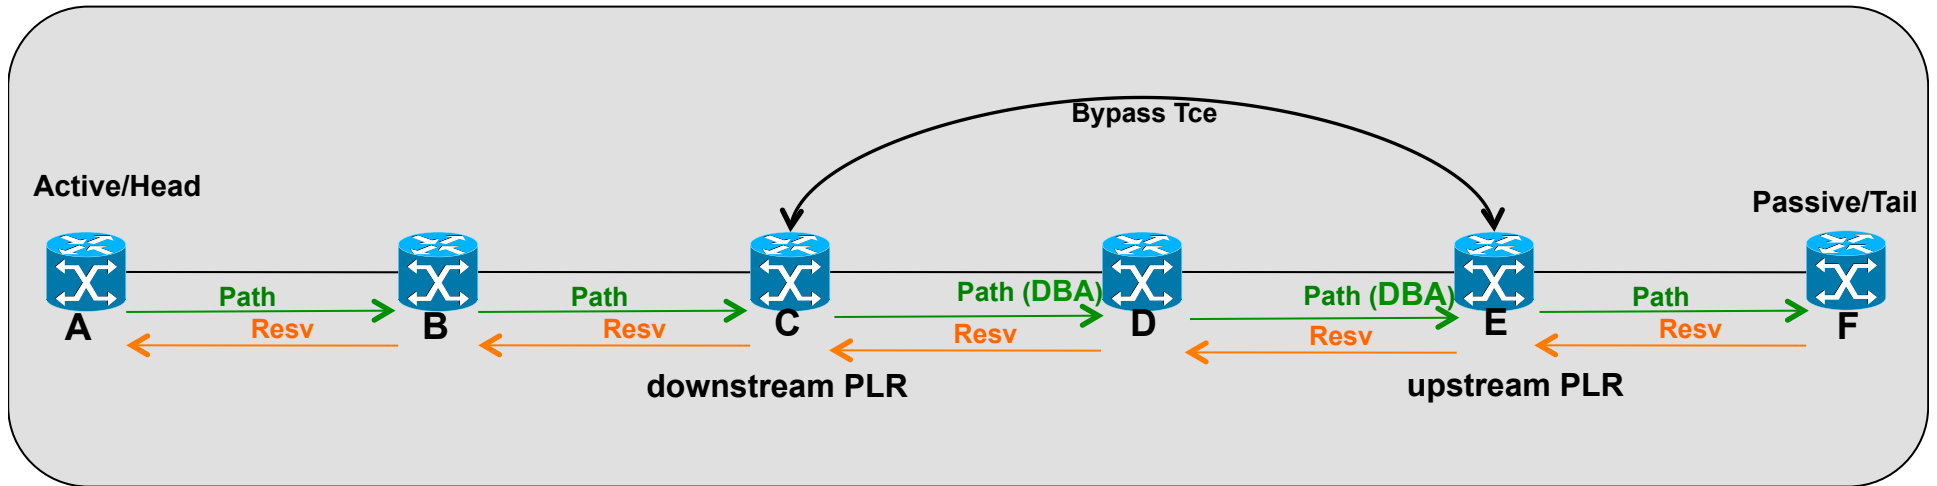 Bypass Tce
Active/Head
Passive/Tail
Path
Path
Path (DBA)
Path (DBA)
Path
A
B
C
D
E
F
Resv
Resv
Resv
Resv
Resv
downstream PLR
upstream PLR